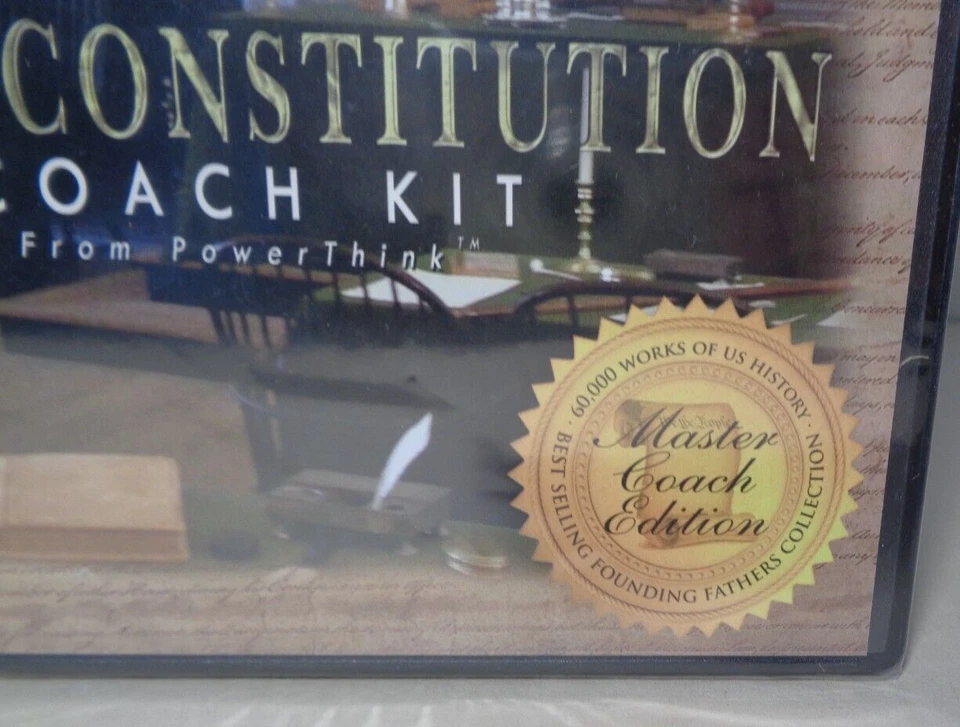 CONSTITUTION
COACH KIT
From PowerThink™
· 60,000 WORKS OF US HISTORY ·
Master
Coach
Edition
BEST SELLING FOUNDING FATHERS COLLECTION